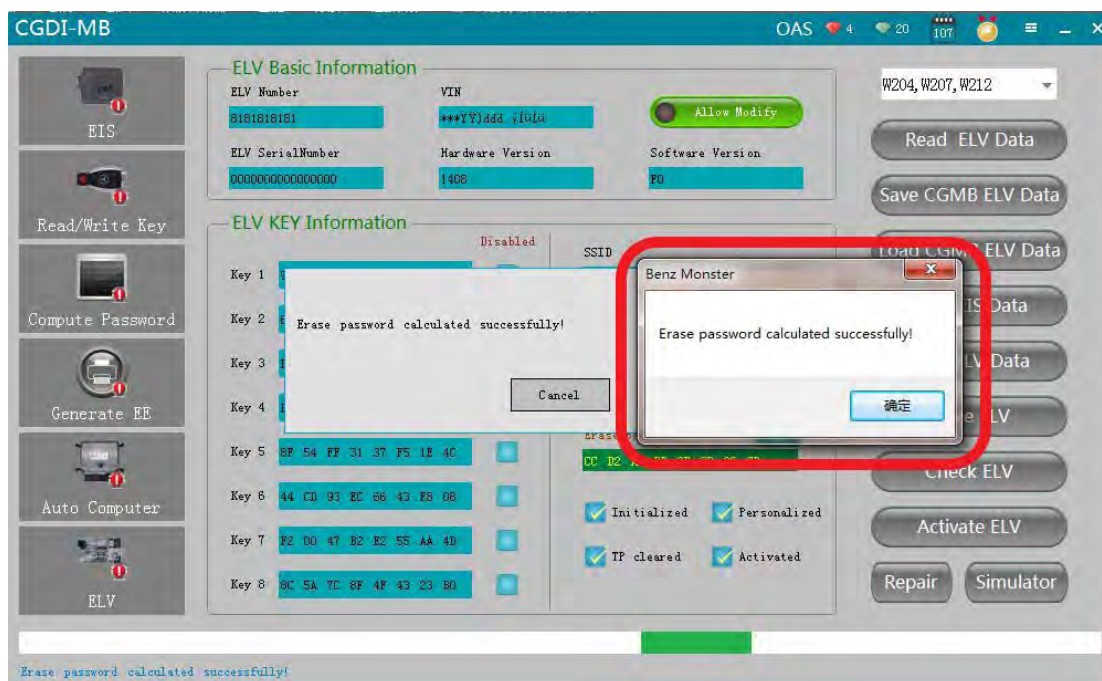 CGDI-MB
OAS 4 20 107
EIS
Read/Write Key
Compute Password
Generate EE
Auto Computer
ELV
ELV Basic Information
ELV Number
VIN
8181818181
Allow Modify
ELV SerialNumber
Hardware Version
Software Version
0000000000000000
1408
F0
ELV KEY Information
Disabled
SSID
Key 1
Key 2
Key 3
Key 4
Key 5 8F 54 FF 31 37 F5 1E 4C
Key 6 44 CD 93 EC 66 43 F8 08
Key 7 F2 D0 47 B2 E2 55 AA 4D
Key 8 8C 5A 7C 8F 4F 43 23 B0
Erase password calculated successfully!
Cancel
Benz Monster
Erase password calculated successfully!
确定
CC D2
Initialized
Personalized
TP cleared
Activated
W204, W207, W212
Read ELV Data
Save CGMB ELV Data
Load CGMB ELV Data
Data
Data
ELV
Check ELV
Activate ELV
Repair
Simulator
Erase password calculated successfully!